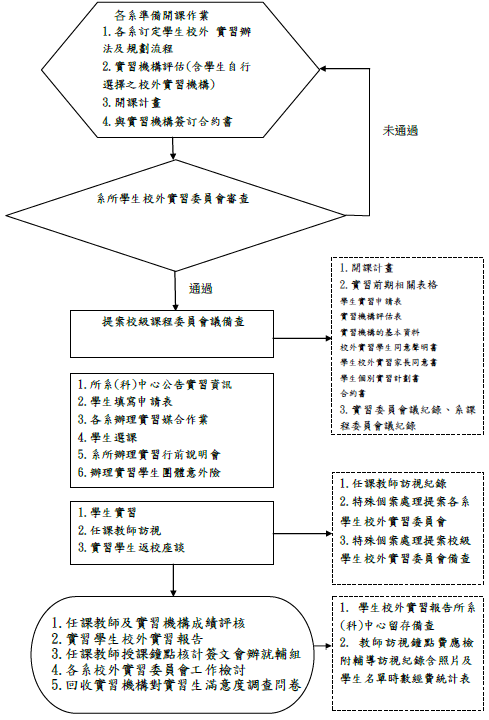 各系準備開課作業
1.各系訂定學生校外 實習辦
法及規劃流程
2.實習機構評估(含學生自行
選擇之校外實習機構)
3.開課計畫
4.與實習機構簽訂合約書
未通過
系所學生校外實習委員會審查
通過
提案校級課程委員會議備查
1.開課計畫
2.實習前期相關表格
學生實習申請表
實習機構評估表
實習機構的基本資料
校外實習學生同意聲明書
學生校外實習家長同意書
學生個別實習計劃書
合約書
3.實習委員會議紀錄、系課
程委員會議紀錄
1.所系(科)中心公告實習資訊
2.學生填寫申請表
3.各系辦理實習媒合作業
4.學生選課
5.系所辦理實習行前說明會
6.辦理實習學生團體意外險
1.學生實習
2.任課教師訪視
3.實習學生返校座談
1.任課教師訪視紀錄
2.特殊個案處理提案各系
學生校外實習委員會
3.特殊個案處理提案校級
學生校外實習委員會備查
1.任課教師及實習機構成績評核
2.實習學生校外實習報告
3.任課教師授課鐘點核計簽文會辦就輔組
4.各系校外實習委員會工作檢討
5.回收實習機構對實習生滿意度調查問卷
1. 學生校外實習報告所系
(科)中心留存備查
2. 教師訪視鐘點費應檢
附輔導訪視紀錄含照片及
學生名單時數經費統計表